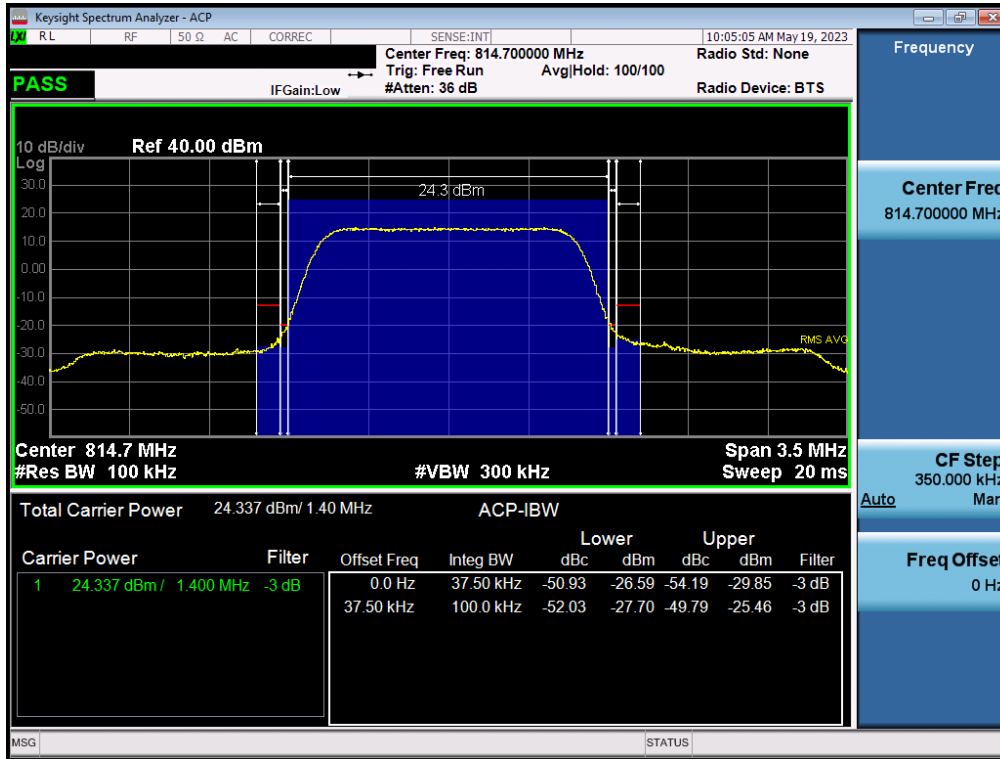 Keysight Spectrum Analyzer - ACP
LXI RL RF 50 Ω AC CORREC SENSE:INT 10:05:05 AM May 19, 2023
Center Freq: 814.700000 MHz Radio Std: None
Trig: Free Run Avg|Hold: 100/100
PASS IFGain:Low #Atten: 36 dB Radio Device: BTS
Frequency
10 dB/div Ref 40.00 dBm
Log
30.0
24.3 dBm
20.0
10.0
0.00
-10.0
-20.0
RMS AVG
-30.0
-40.0
-50.0
Center 814.7 MHz Span 3.5 MHz
#Res BW 100 kHz #VBW 300 kHz Sweep 20 ms
Center Freq
814.700000 MHz
CF Step
350.000 kHz
Auto Man
Freq Offset
0 Hz
Total Carrier Power 24.337 dBm/ 1.40 MHz ACP-IBW
Lower Upper
Carrier Power Filter Offset Freq Integ BW dBc dBm dBc dBm Filter
1 24.337 dBm / 1.400 MHz -3 dB 0.0 Hz 37.50 kHz -50.93 -26.59 -54.19 -29.85 -3 dB
37.50 kHz 100.0 kHz -52.03 -27.70 -49.79 -25.46 -3 dB
MSG STATUS